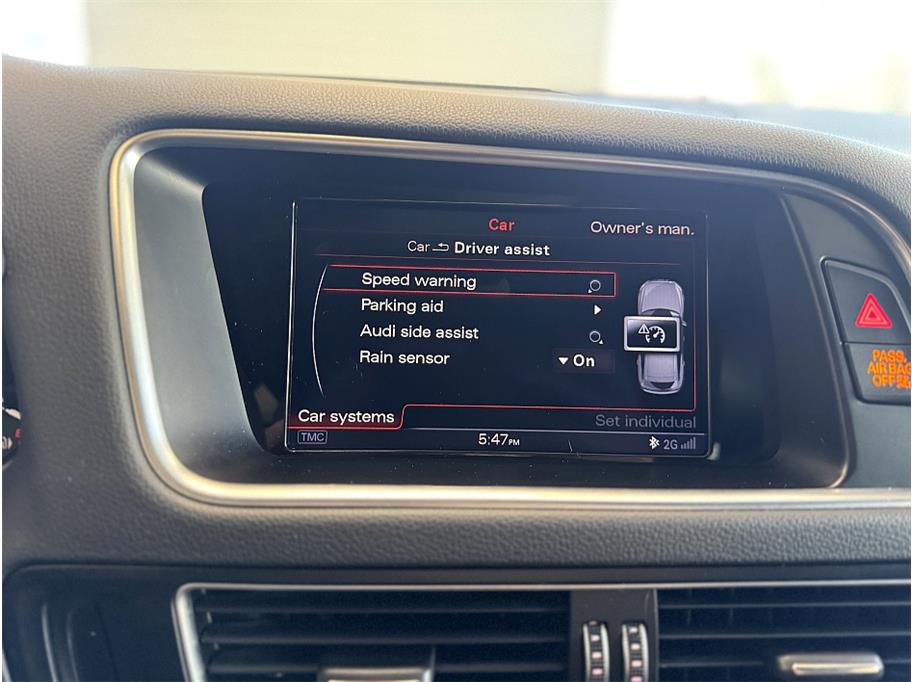 Car
Owner's man.
Car Driver assist
Speed warning
Parking aid
Audi side assist
Rain sensor
On
Car systems
Set individual
TMC
5:47PM
2G
PASS.
AIR BAG
OFF